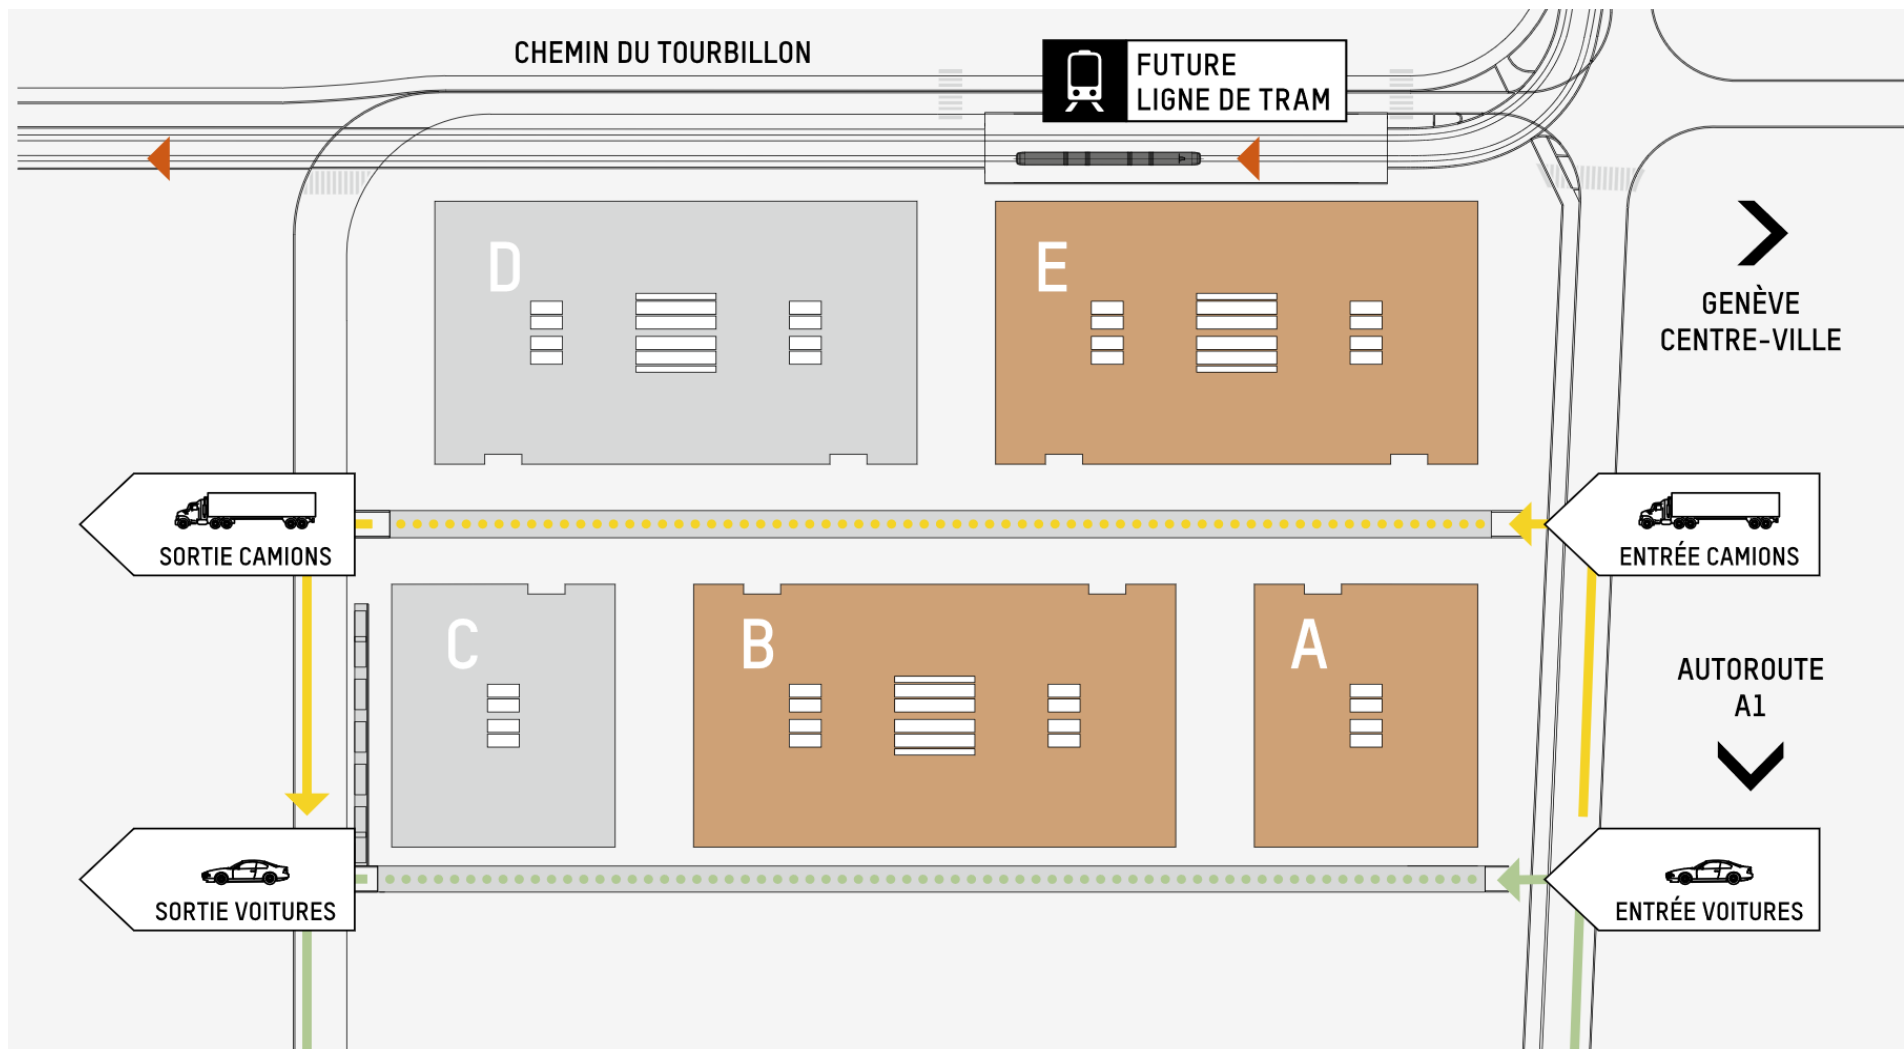 CHEMIN DU TOURBILLON
FUTURE
LIGNE DE TRAM
D
E
GENÈVE
CENTRE-VILLE
SORTIE CAMIONS
ENTRÉE CAMIONS
C
B
A
AUTOROUTE
A1
SORTIE VOITURES
ENTRÉE VOITURES